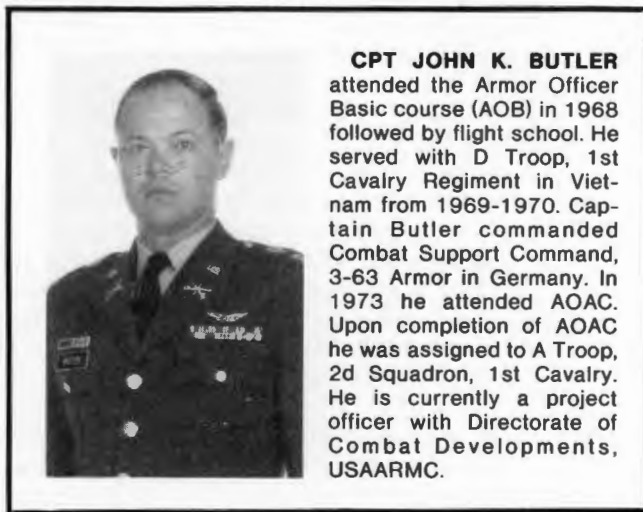 CPT JOHN K. BUTLER
attended the Armor Officer
Basic course (AOB) in 1968
followed by flight school. He
served with D Troop, 1st
Cavalry Regiment in Viet-
nam from 1969-1970. Cap-
tain Butler commanded
Combat Support Command,
3-63 Armor in Germany. In
1973 he attended AOAC.
Upon completion of AOAC
he was assigned to A Troop,
2d Squadron, 1st Cavalry.
He is currently a project
officer with Directorate of
Combat Developments,
USAARMC.